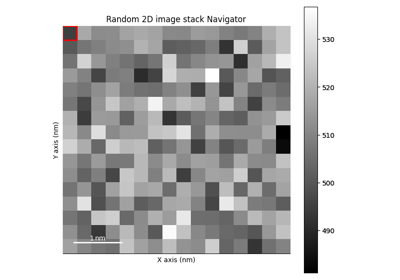 Random 2D image stack Navigator
530
520
510
500
490
Y axis (nm)
1 nm
X axis (nm)